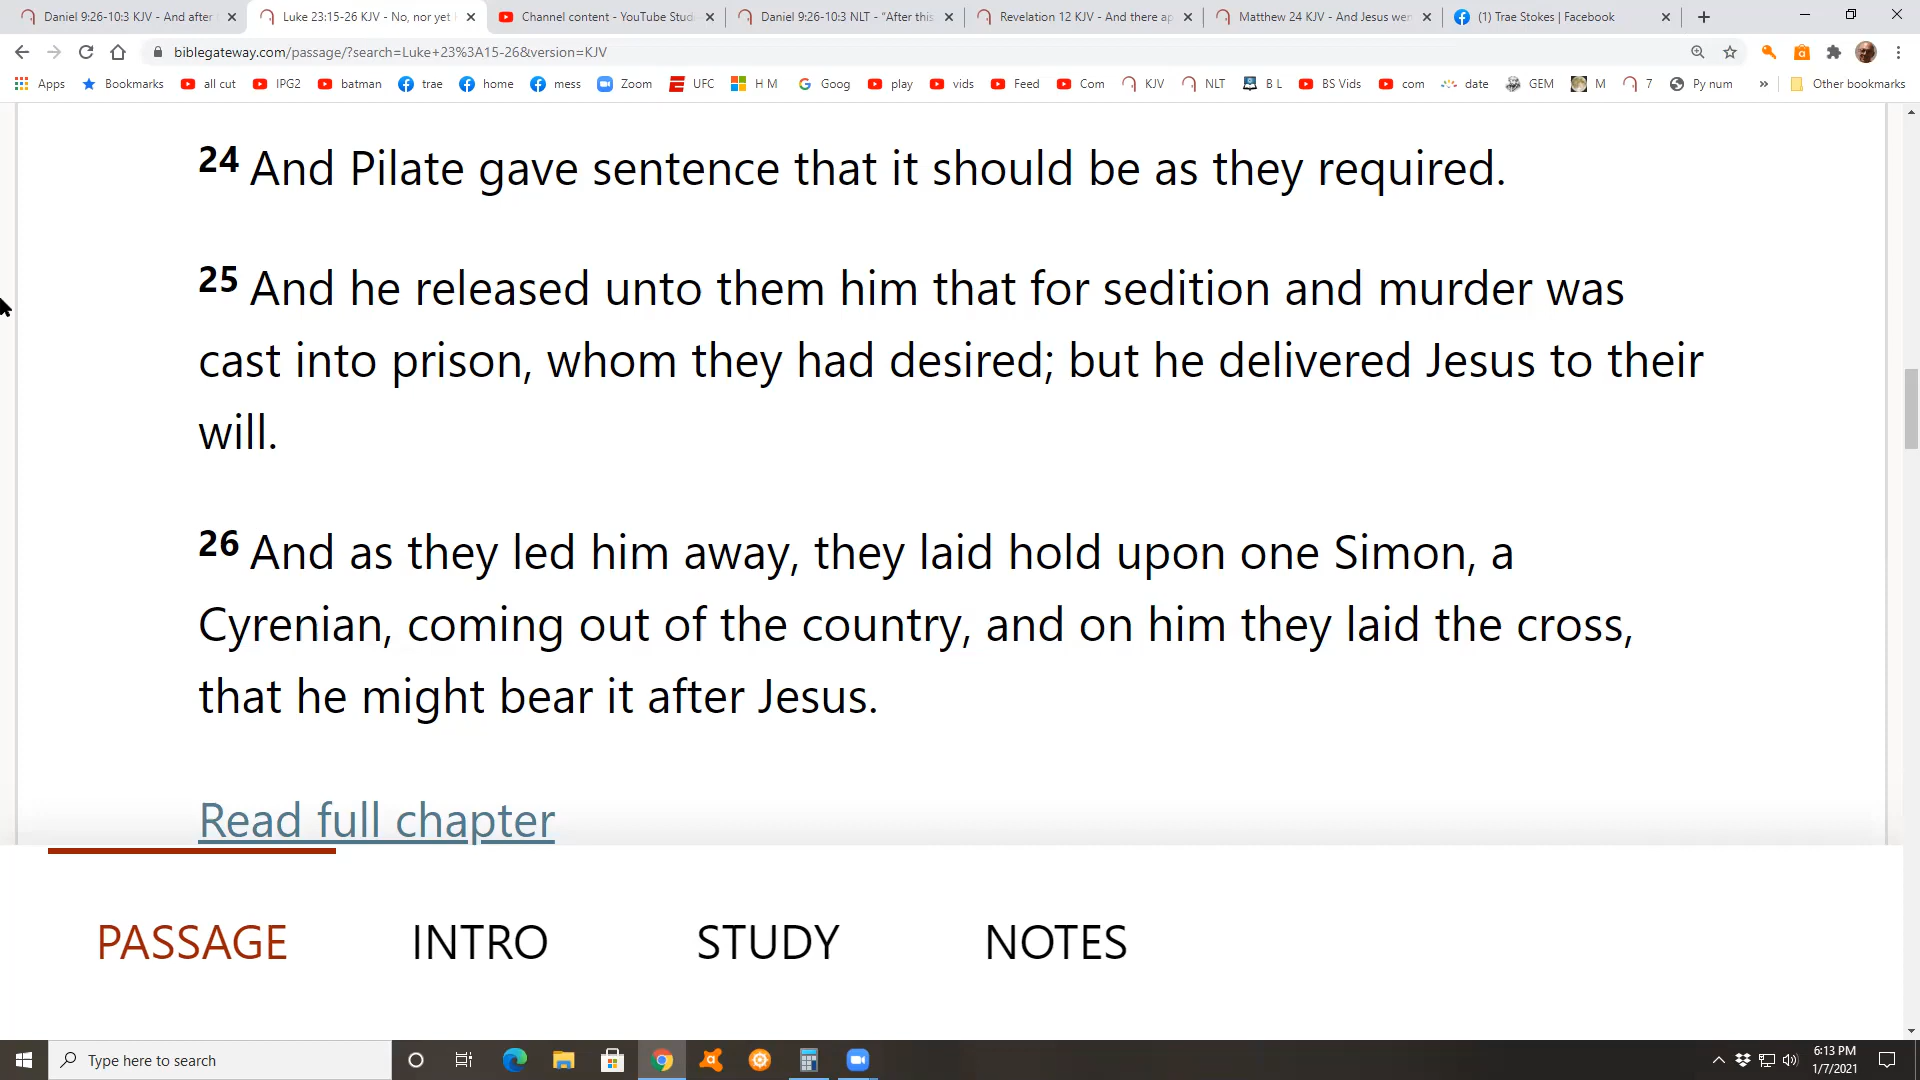 Daniel 9:26-10:3 KJV - And after
Luke 23:15-26 KJV - No, nor yet
Channel content - YouTube Stud
Daniel 9:26-10:3 NLT - "After this
Revelation 12 KJV - And there ap
Matthew 24 KJV - And Jesus wen
(1) Trae Stokes | Facebook
biblegateway.com/passage/?search=Luke+23%3A15-26&version=KJV
Apps Bookmarks all cut IPG2 batman trae home mess Zoom UFC H M Goog play vids Feed Com KJV NLT B L BS Vids com date GEM M 7 Py num » Other bookmarks
24 And Pilate gave sentence that it should be as they required.
25 And he released unto them him that for sedition and murder was
cast into prison, whom they had desired; but he delivered Jesus to their
will.
26 And as they led him away, they laid hold upon one Simon, a
Cyrenian, coming out of the country, and on him they laid the cross,
that he might bear it after Jesus.
Read full chapter
PASSAGE INTRO STUDY NOTES
Type here to search
6:13 PM
1/7/2021